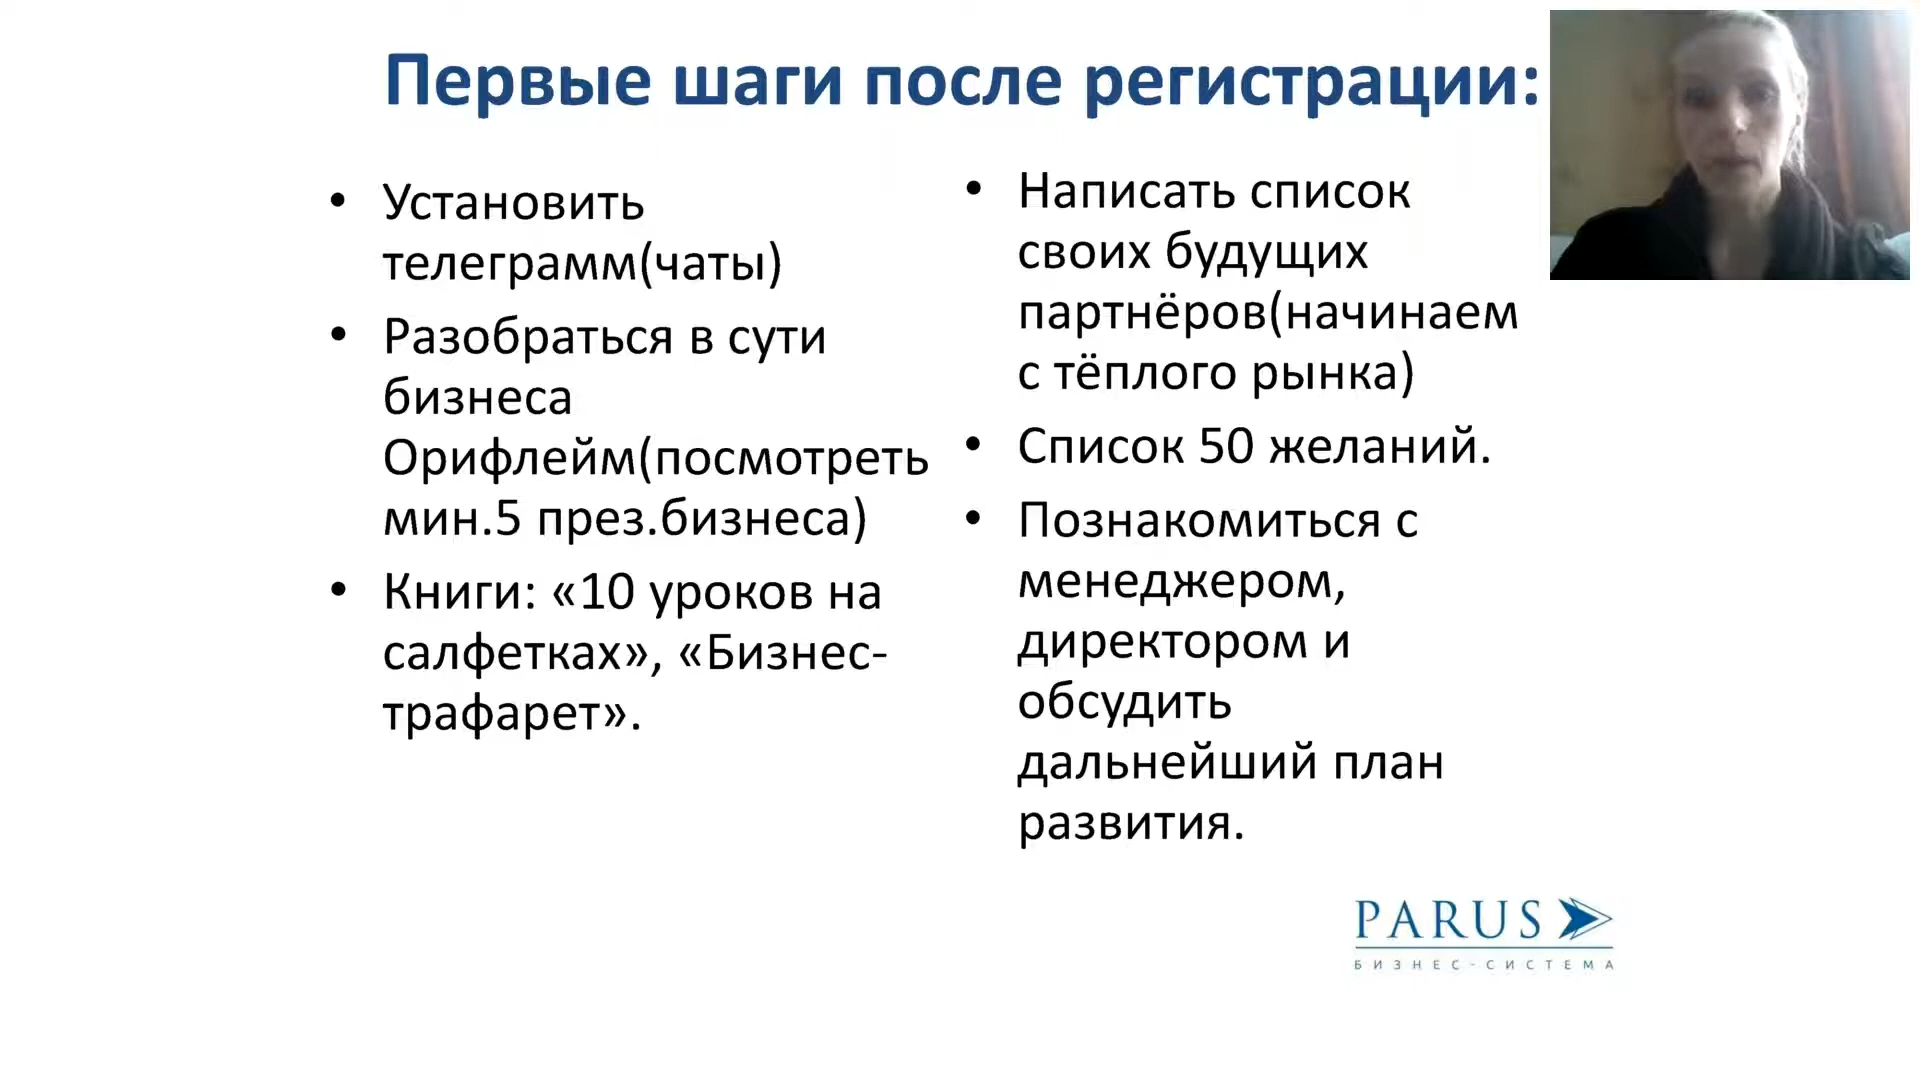 Первые шаги после регистрации:
Установить
телеграмм(чаты)
Разобраться в сути
бизнеса
Орифлейм(посмотреть
мин.5 през.бизнеса)
Книги: «10 уроков на
салфетках», «Бизнес-
трафарет».
Написать список
своих будущих
партнёров(начинаем
с тёплого рынка)
Список 50 желаний.
Познакомиться с
менеджером,
директором и
обсудить
дальнейший план
развития.
PARUS
БИЗНЕС-СИСТЕМА